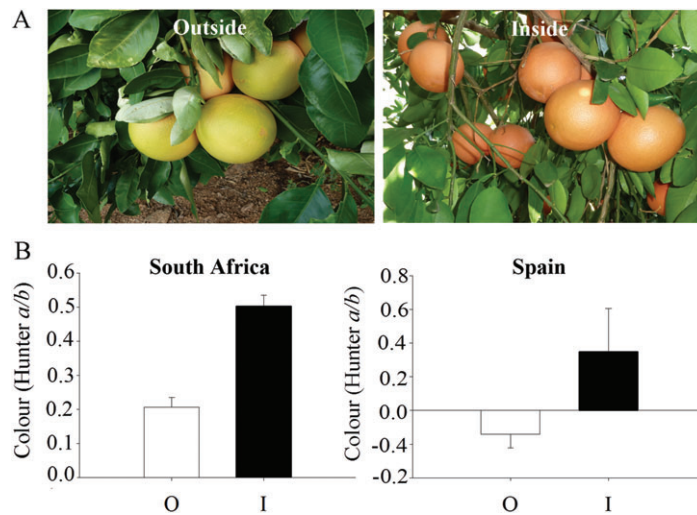 A
Outside
Inside
B
South Africa
Colour (Hunter a/b)
0.6
0.5
0.4
0.3
0.2
0.1
0.0
O I
Spain
Colour (Hunter a/b)
0.8
0.6
0.4
0.2
0.0
-0.4
-0.2
O I